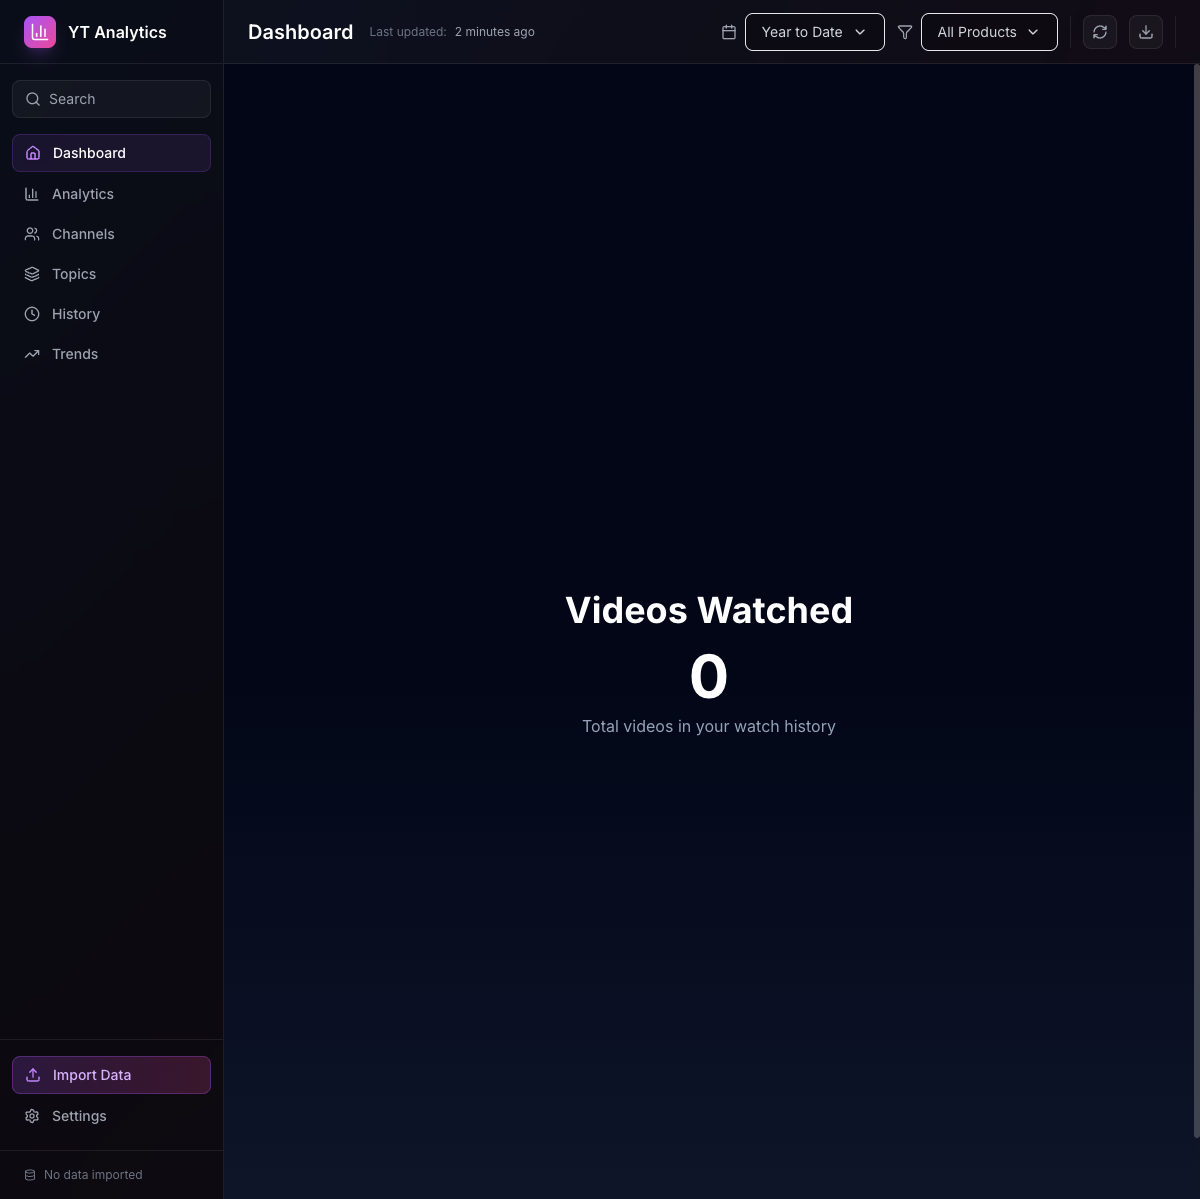 YT Analytics
Dashboard
Last updated: 2 minutes ago
Year to Date
All Products
Search
Dashboard
Analytics
Channels
Topics
History
Trends
Videos Watched
0
Total videos in your watch history
Import Data
Settings
No data imported